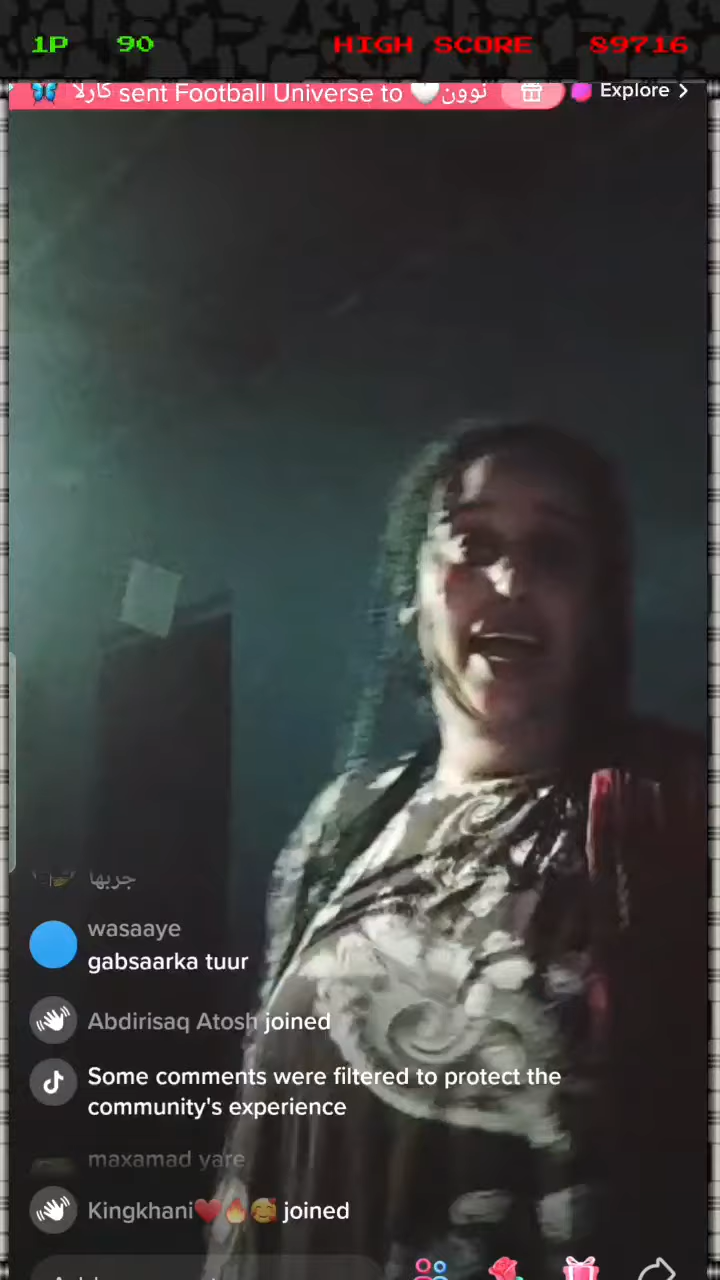 1P 90 HIGH SCORE 89716
كارلا sent Football Universe to 🤍نوون Explore >
جربها
wasaaye
gabsaarka tuur
Abdirisaq Atosh joined
Some comments were filtered to protect the
community's experience
maxamad yare
Kingkhani❤️🔥🥰 joined